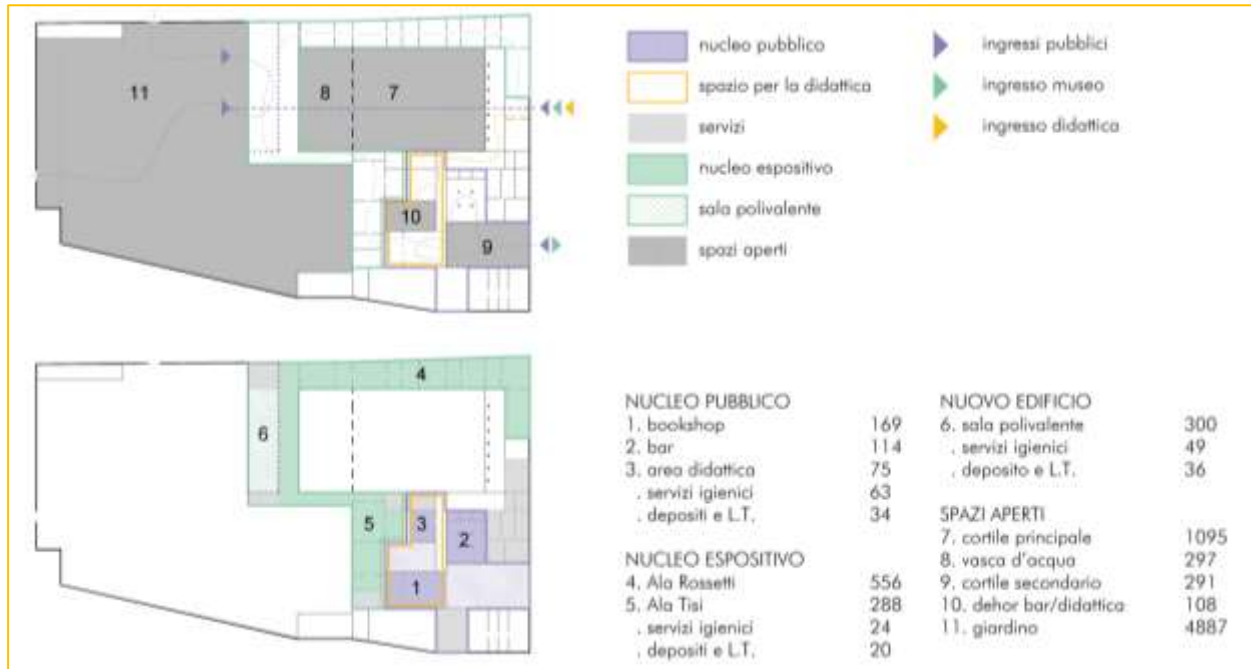 11
8
7
10
9
nucleo pubblico
spazio per la didattica
servizi
nucleo espositivo
sala polivalente
spazi aperti
ingressi pubblici
ingresso museo
ingresso didattica
4
6
5
3
2
1
NUCLEO PUBBLICO
1. bookshop 169
2. bar 114
3. area didattica 75
. servizi igienici 63
. depositi e L.T. 34
NUCLEO ESPOSITIVO
4. Ala Rossetti 556
5. Ala Tisi 288
. servizi igienici 24
. depositi e L.T. 20
NUOVO EDIFICIO
6. sala polivalente 300
. servizi igienici 49
. deposito e L.T. 36
SPAZI APERTI
7. cortile principale 1095
8. vasca d'acqua 297
9. cortile secondario 291
10. dehor bar/didattica 108
11. giardino 4887